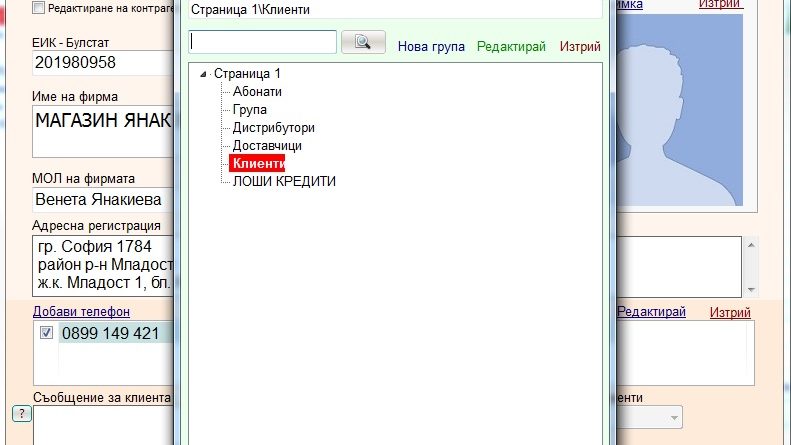 Редактиране на контраге
Страница 1\Клиенти
имка
Изтрий
ЕИК - Булстат
201980958
Нова група
Редактирай
Изтрий
Име на фирма
МАГАЗИН ЯНАК
Страница 1
Абонати
Група
Дистрибутори
Доставчици
Клиенти
ЛОШИ КРЕДИТИ
МОЛ на фирмата
Венета Янакиева
Адресна регистрация
гр. София 1784
район р-н Младост
ж.к. Младост 1, бл.
Добави телефон
Редактирай
Изтрий
0899 149 421
Съобщение за клиента
енти
?